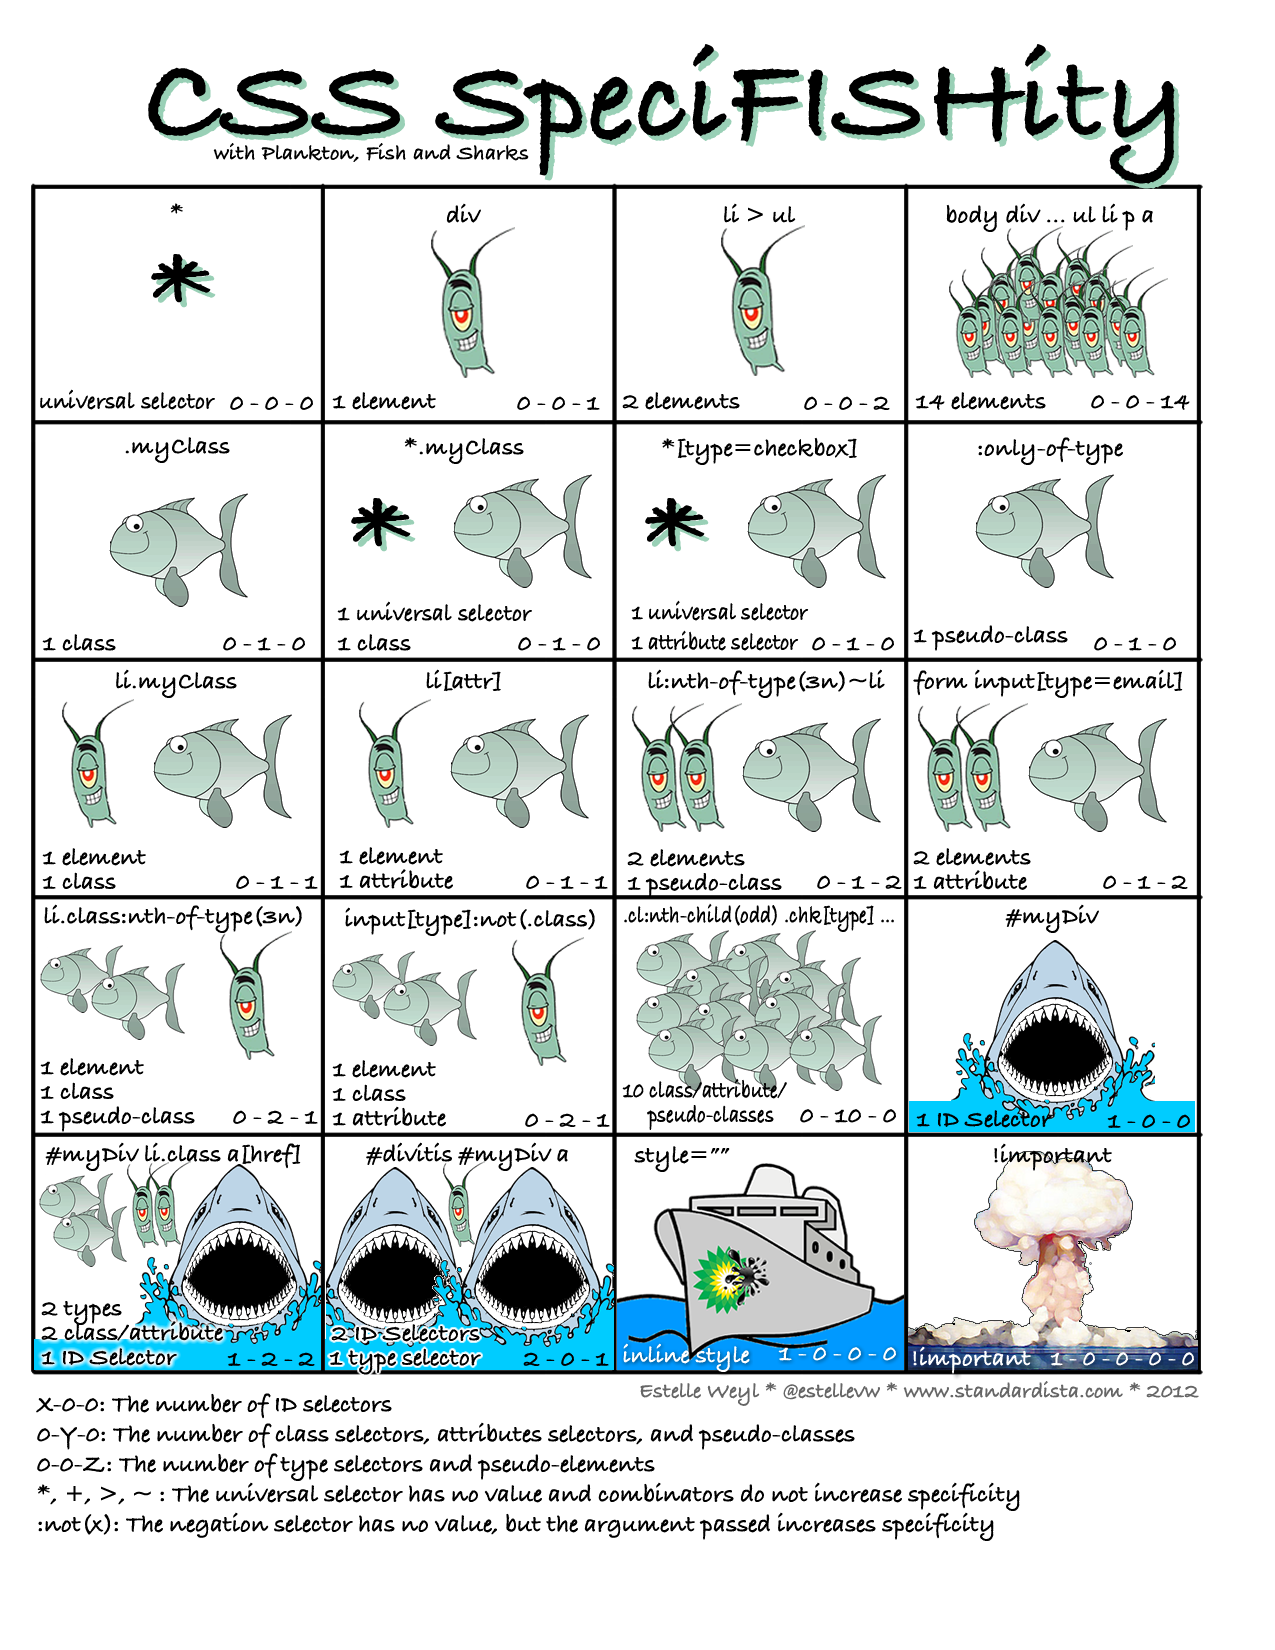 CSS SpeciFISHity
with Plankton, Fish and Sharks
*
universal selector 0-0-0
div
1 element 0-0-1
li > ul
2 elements 0-0-2
body div ... ul li p a
14 elements 0-0-14
.myClass
1 class 0-1-0
*.myClass
1 universal selector
1 class 0-1-0
*[type=checkbox]
1 universal selector
1 attribute selector 0-1-0
:only-of-type
1 pseudo-class 0-1-0
li.myClass
1 element
1 class 0-1-1
li[attr]
1 element
1 attribute 0-1-1
li:nth-of-type(3n)~li
2 elements
1 pseudo-class 0-1-2
form input[type=email]
2 elements
1 attribute 0-1-2
li.class:nth-of-type(3n)
1 element
1 class
1 pseudo-class 0-2-1
input[type]:not(.class)
1 element
1 class
1 attribute 0-2-1
.cl:nth-child(odd) .chk[type] ...
10 class/attribute/
pseudo-classes 0-10-0
#myDiv
1 ID Selector 1-0-0
#myDiv li.class a[href]
2 types
2 class/attribute
1 ID Selector 1-2-2
#divitis #myDiv a
2 ID Selectors
1 type selector 2-0-1
style=""
inline style 1-0-0-0
!important
!important 1-0-0-0-0
Estelle Weyl * @estellevw * www.standardista.com * 2012
X-0-0: The number of ID selectors
0-Y-0: The number of class selectors, attributes selectors, and pseudo-classes
0-0-Z: The number of type selectors and pseudo-elements
*, +, >, ~ : The universal selector has no value and combinators do not increase specificity
:not(x): The negation selector has no value, but the argument passed increases specificity